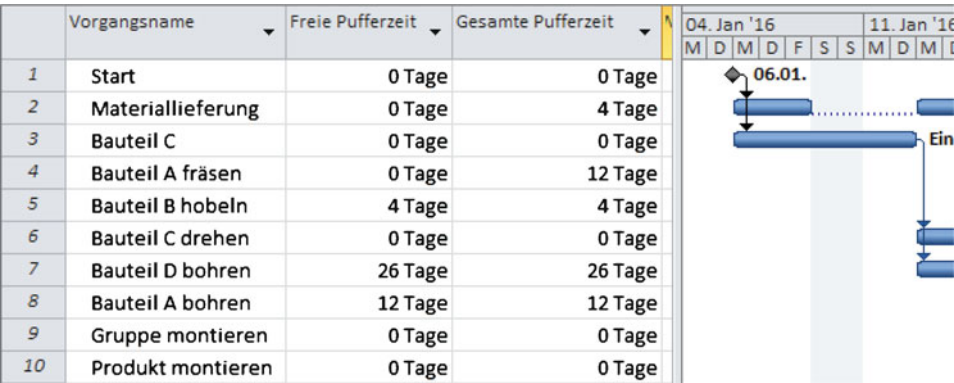 Vorgangsname Freie Pufferzeit Gesamte Pufferzeit 04. Jan '16 11. Jan '16
M D M D F S S M D M
1 Start 0 Tage 0 Tage 06.01.
2 Materiallieferung 0 Tage 4 Tage
3 Bauteil C 0 Tage 0 Tage Ein
4 Bauteil A fräsen 0 Tage 12 Tage
5 Bauteil B hobeln 4 Tage 4 Tage
6 Bauteil C drehen 0 Tage 0 Tage
7 Bauteil D bohren 26 Tage 26 Tage
8 Bauteil A bohren 12 Tage 12 Tage
9 Gruppe montieren 0 Tage 0 Tage
10 Produkt montieren 0 Tage 0 Tage